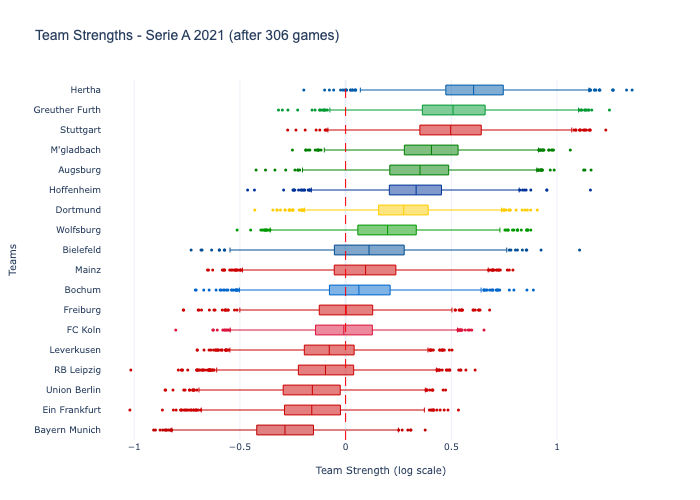 Team Strengths - Serie A 2021 (after 306 games)
Hertha
Greuther Furth
Stuttgart
M'gladbach
Augsburg
Hoffenheim
Dortmund
Wolfsburg
Bielefeld
Mainz
Bochum
Freiburg
FC Koln
Leverkusen
RB Leipzig
Union Berlin
Ein Frankfurt
Bayern Munich
Teams
−1 −0.5 0 0.5 1
Team Strength (log scale)